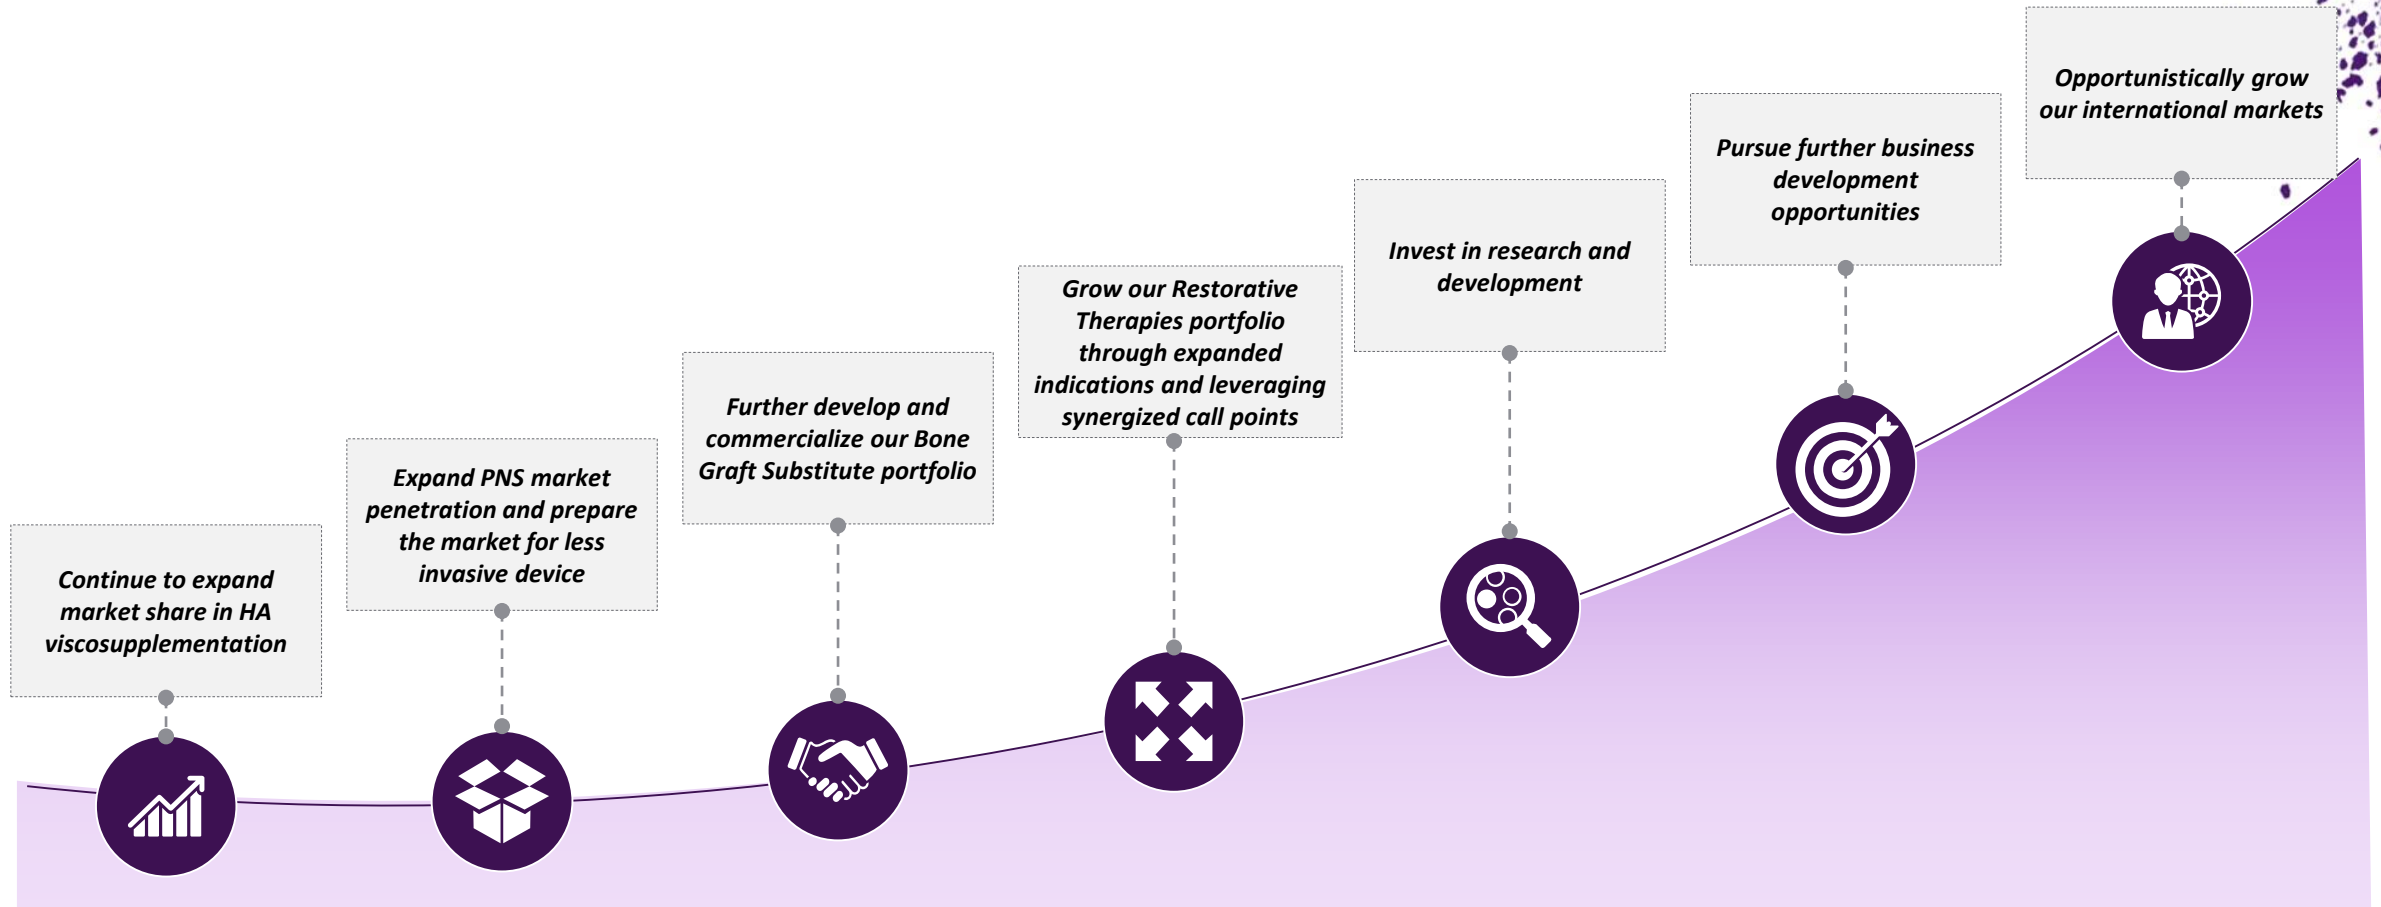 Continue to expand
market share in HA
viscosupplementation
Expand PNS market
penetration and prepare
the market for less
invasive device
Further develop and
commercialize our Bone
Graft Substitute portfolio
Grow our Restorative
Therapies portfolio
through expanded
indications and leveraging
synergized call points
Invest in research and
development
Pursue further business
development
opportunities
Opportunistically grow
our international markets